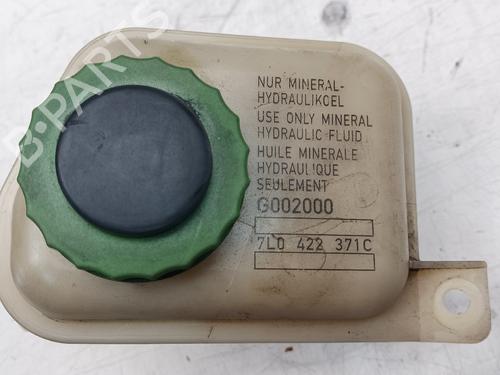 B-PARTS
NUR MINERAL-
HYDRAULIKOEL
USE ONLY MINERAL
HYDRAULIC FLUID
HUILE MINERALE
HYDRAULIQUE
SEULEMENT
G002000
7L0 422 371C